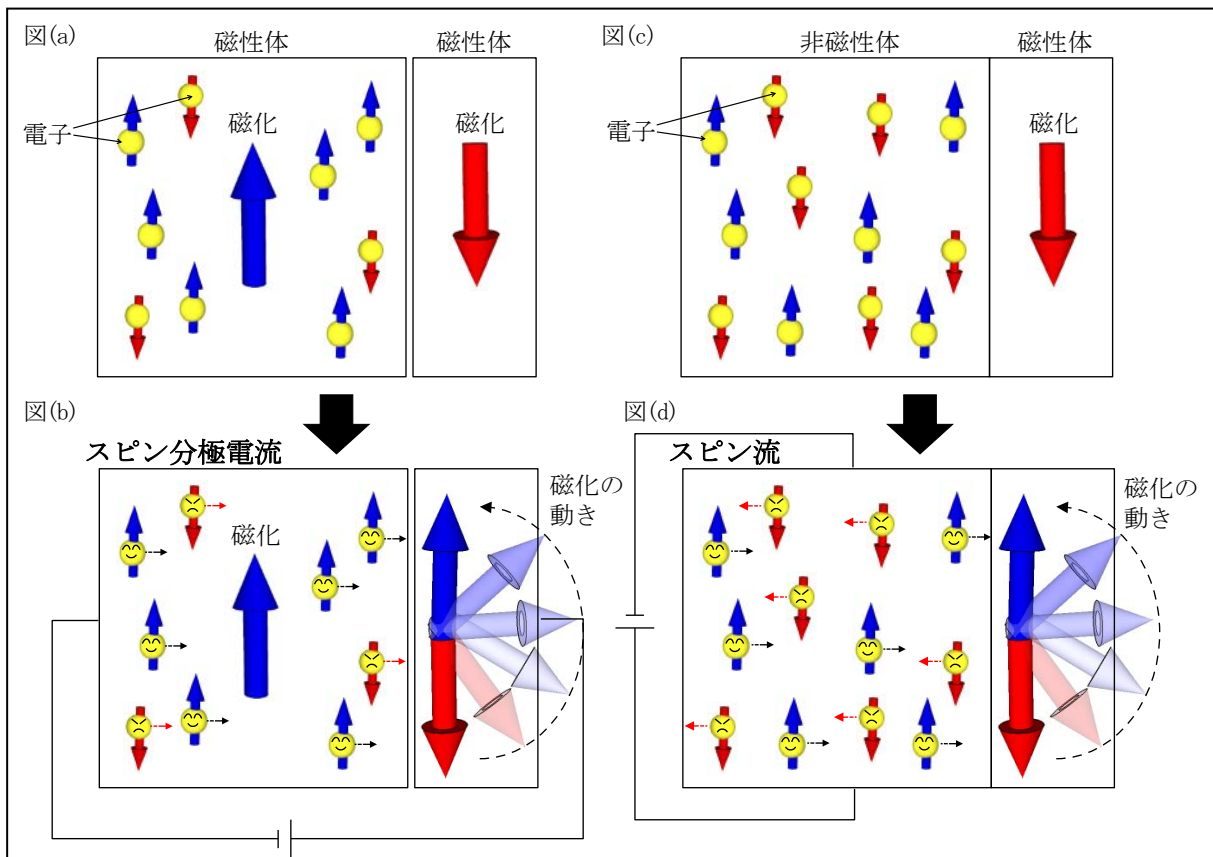 図(a)
磁性体
磁性体
電子
磁化
磁化
図(c)
非磁性体
磁性体
電子
磁化
図(b)
スピン分極電流
磁化
磁化の
動き
図(d)
スピン流
磁化の
動き